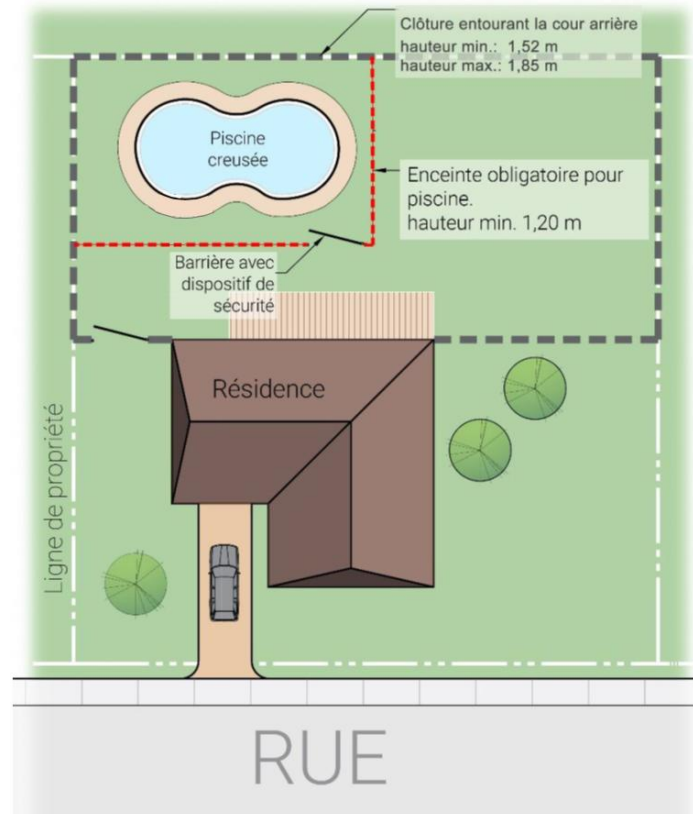 Clôture entourant la cour arrière
hauteur min.: 1,52 m
hauteur max.: 1,85 m
Piscine
creusée
Enceinte obligatoire pour
piscine.
hauteur min. 1,20 m
Barrière avec
dispositif de
sécurité
Résidence
Ligne de propriété
RUE